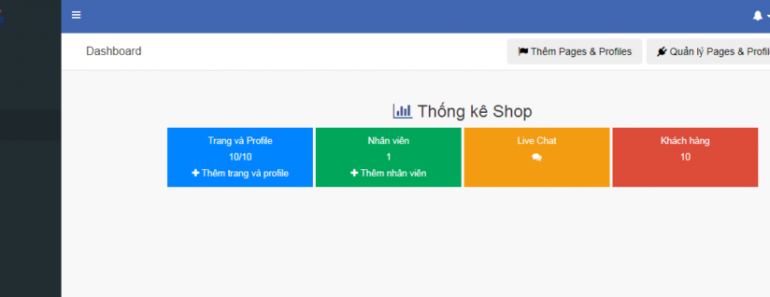 Dashboard
Thêm Pages & Profiles
Quản lý Pages &
Thống kê Shop
Trang và Profile
10/10
Thêm trang và profile
Nhân viên
1
Thêm nhân viên
Live Chat
Khách hàng
10